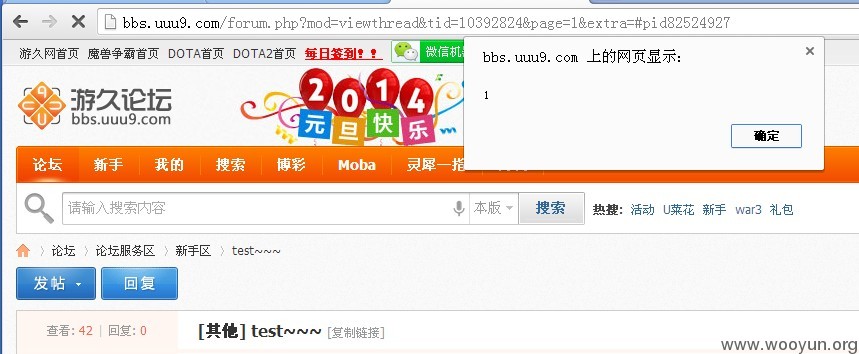 bbs.uuu9.com/forum.php?mod=viewthread&tid=10392824&page=1&extra=#pid82524927
游久网首页 魔兽争霸首页 DOTA首页 DOTA2首页 每日签到!! 微信机器
bbs.uuu9.com 上的网页显示:
1
确定
游久论坛
bbs.uuu9.com
2014
元旦快乐
论坛 新手 我的 搜索 博彩 Moba 灵犀一指
请输入搜索内容 本版 搜索 热搜: 活动 U菜花 新手 war3 礼包
论坛 › 论坛服务区 › 新手区 › test~~~
发帖 回复
查看: 42 | 回复: 0 [其他] test~~~ [复制链接]
www.wooyun.org